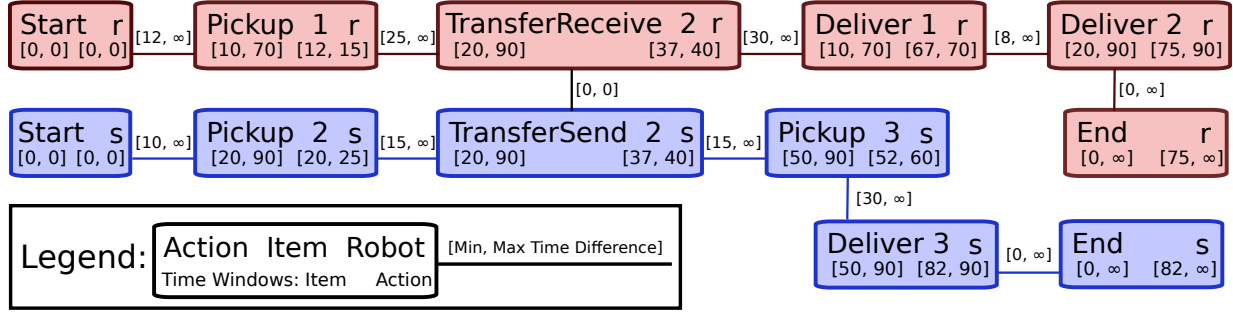 Start r [12, ∞] Pickup 1 r [25, ∞] TransferReceive 2 r [30, ∞] Deliver 1 r [8, ∞] Deliver 2 r
[0, 0] [0, 0] [10, 70] [12, 15] [20, 90] [37, 40] [10, 70] [67, 70] [20, 90] [75, 90]
[0, 0] [0, ∞]
Start s [10, ∞] Pickup 2 s [15, ∞] TransferSend 2 s [15, ∞] Pickup 3 s End r
[0, 0] [0, 0] [20, 90] [20, 25] [20, 90] [37, 40] [50, 90] [52, 60] [0, ∞] [75, ∞]
[30, ∞]
Legend: Action Item Robot [Min, Max Time Difference]
Time Windows: Item Action
Deliver 3 s [0, ∞] End s
[50, 90] [82, 90] [0, ∞] [82, ∞]